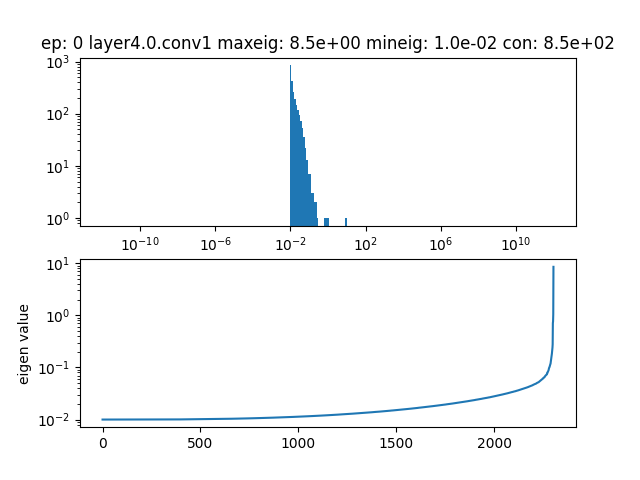 ep: 0 layer4.0.conv1 maxeig: 8.5e+00 mineig: 1.0e-02 con: 8.5e+02
10³
10²
10¹
10⁰
10⁻¹⁰ 10⁻⁶ 10⁻² 10² 10⁶ 10¹⁰
10¹
10⁰
10⁻¹
10⁻²
eigen value
0 500 1000 1500 2000